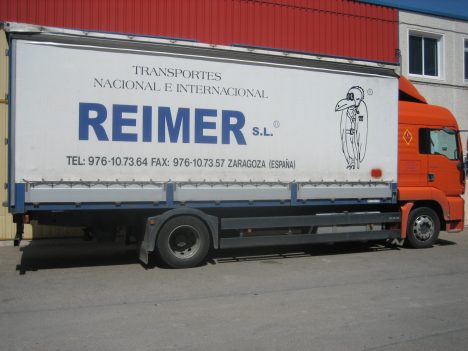 TRANSPORTES
NACIONAL E INTERNACIONAL
REIMER S.L.®
TEL: 976-10.73.64 FAX: 976-10.73.57 ZARAGOZA (ESPAÑA)